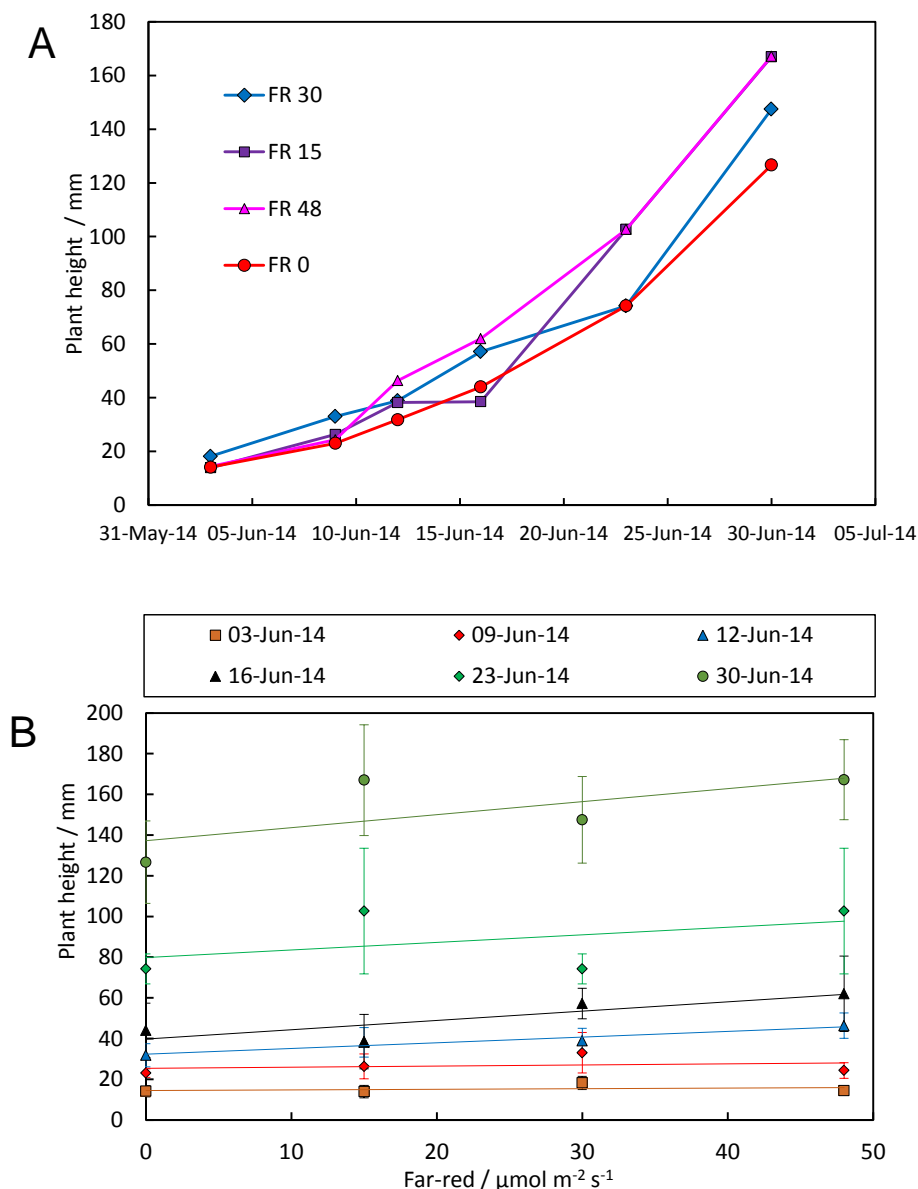 A
180
160
140
120
100
80
60
40
20
0
Plant height / mm
FR 30
FR 15
FR 48
FR 0
31-May-14 05-Jun-14 10-Jun-14 15-Jun-14 20-Jun-14 25-Jun-14 30-Jun-14 05-Jul-14
03-Jun-14 09-Jun-14 12-Jun-14
16-Jun-14 23-Jun-14 30-Jun-14
B
200
180
160
140
120
100
80
60
40
20
0
Plant height / mm
0 10 20 30 40 50
Far-red / µmol m⁻² s⁻¹